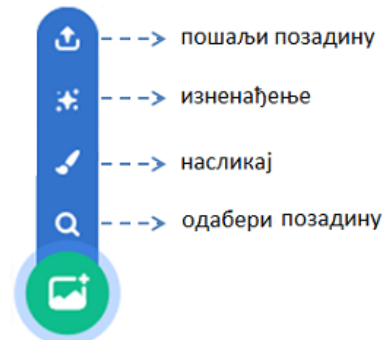 пошаљи позадину
изненађење
насликај
одабери позадину